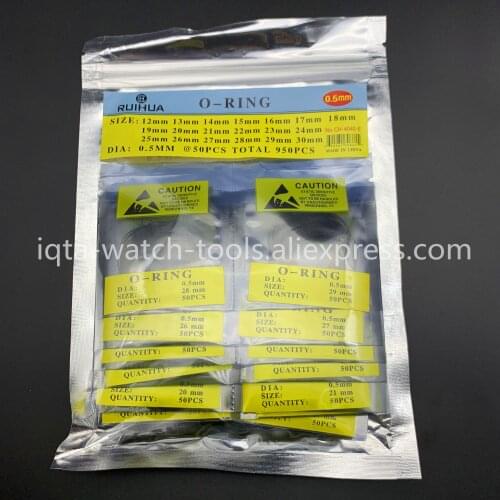 RUIHUA
O-RING
0.5mm
SIZE: 12mm 13mm 14mm 15mm 16mm 17mm 18mm
19mm 20mm 21mm 22mm 23mm 24mm
25mm 26mm 27mm 28mm 29mm 30mm
DIA: 0.5MM @50PCS TOTAL 950PCS
MADE IN CHINA
CAUTION
CAUTION
iqta-watch-tools.aliexpress.com
O-RING
DIA: 0.5mm
SIZE: 28 mm
QUANTITY: 50PCS
O-RING
DIA: 0.5mm
SIZE: 29 mm
QUANTITY: 50PCS
DIA: 0.5mm
SIZE: 26 mm
QUANTITY: 50PCS
0.5mm
SIZE: 27 mm
QUANTITY: 50PCS
QUANTITY: 50PCS
QUANTITY: 50PCS
0.5mm
SIZE: 20 mm
QUANTITY: 50PCS
DIA: 0.5mm
SIZE: 21 mm
QUANTITY: 50PCS